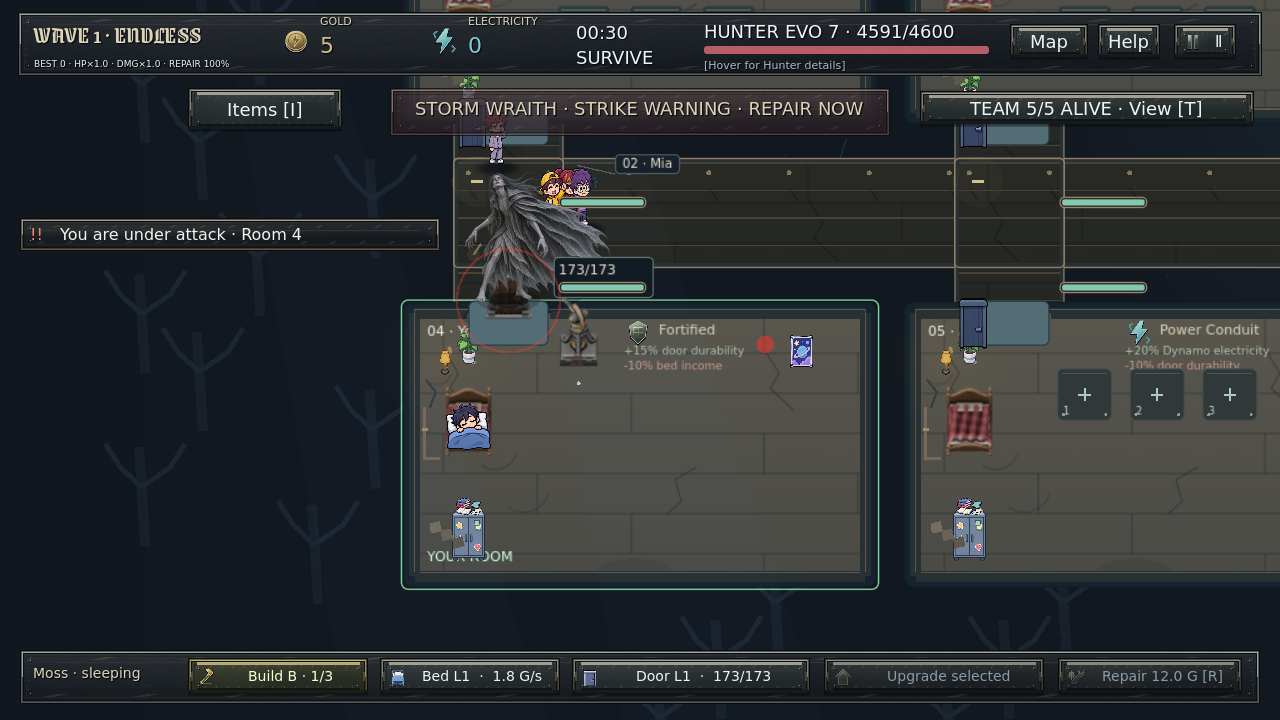 WAVE 1 · ENDLESS
BEST 0 · HP×1.0 · DMG×1.0 · REPAIR 100%
GOLD
5
ELECTRICITY
0
00:30
SURVIVE
HUNTER EVO 7 · 4591/4600
[Hover for Hunter details]
Map
Help
Items [I]
STORM WRAITH · STRIKE WARNING · REPAIR NOW
TEAM 5/5 ALIVE · View [T]
02 · Mia
!! You are under attack · Room 4
173/173
04 ·
Fortified
+15% door durability
-10% bed income
05 ·
Power Conduit
+20% Dynamo electricity
-10% door durability
1
2
3
YOUR ROOM
Moss · sleeping
Build B · 1/3
Bed L1 · 1.8 G/s
Door L1 · 173/173
Upgrade selected
Repair 12.0 G [R]